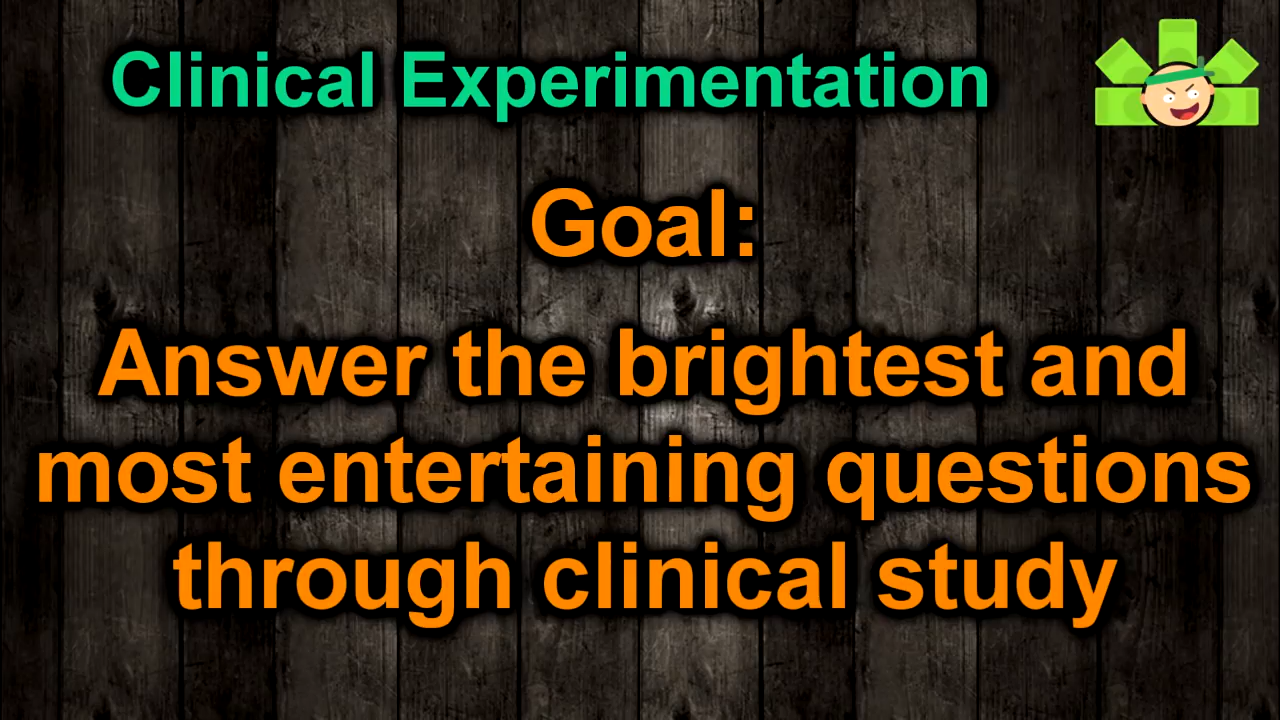 Clinical Experimentation
Goal:
Answer the brightest and
most entertaining questions
through clinical study